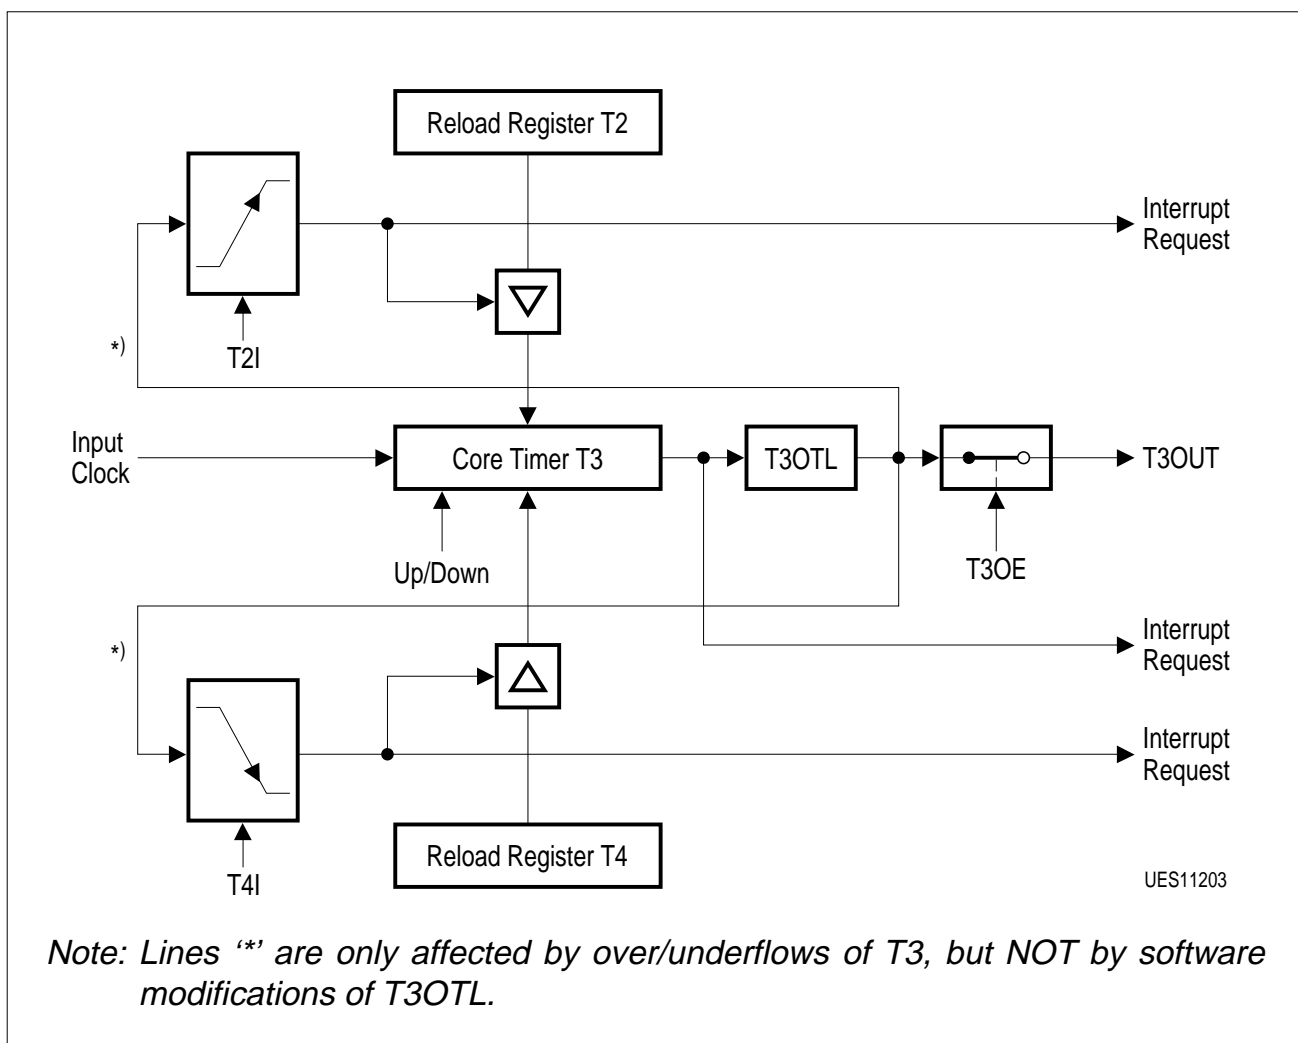 Reload Register T2
Interrupt
Request
*)
T2I
Input
Clock
Core Timer T3
T3OTL
T3OUT
Up/Down
T3OE
*)
Interrupt
Request
Interrupt
Request
Reload Register T4
T4I
UES11203
Note: Lines ‘*’ are only affected by over/underflows of T3, but NOT by software
modifications of T3OTL.